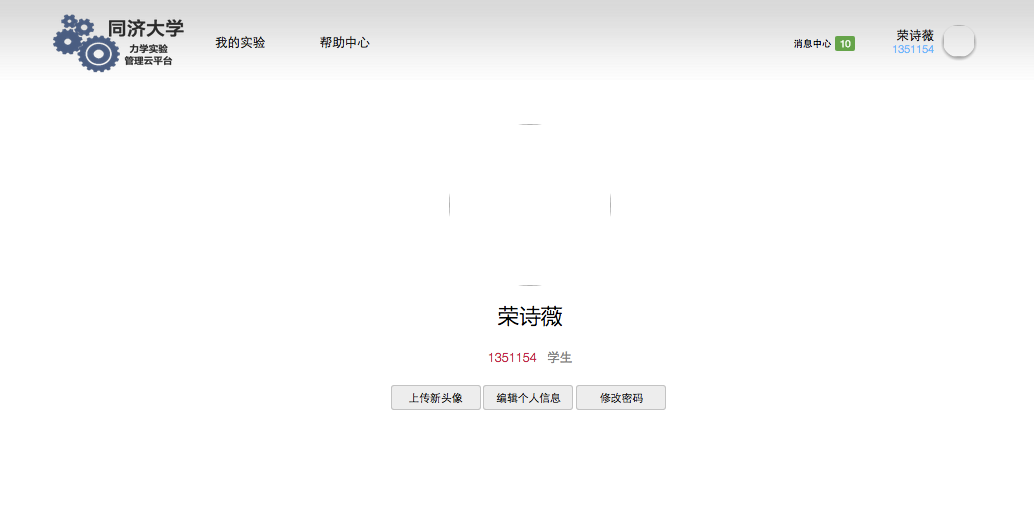 同济大学
力学实验
管理云平台
我的实验
帮助中心
消息中心 10
荣诗薇
1351154
荣诗薇
1351154 学生
上传新头像 编辑个人信息 修改密码